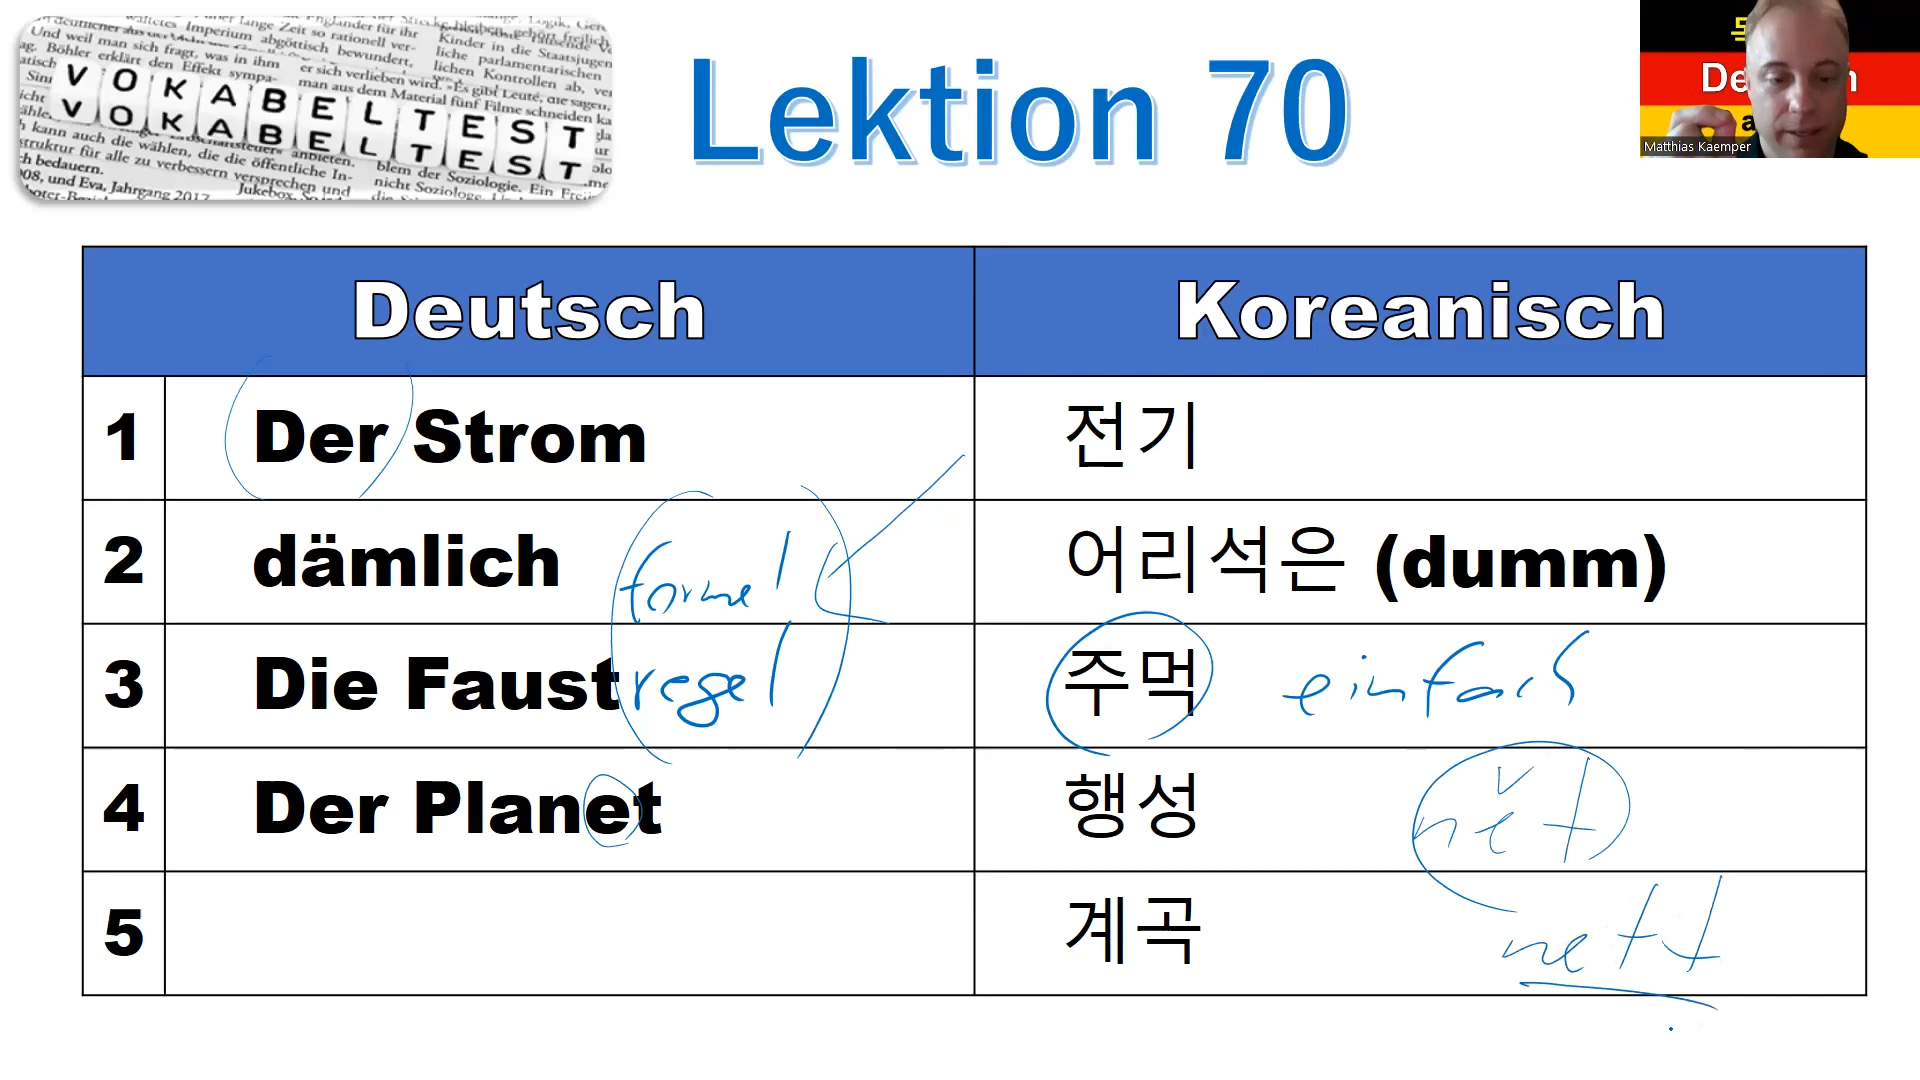 VOKABELTEST
VOKABELTEST
Lektion 70
Matthias Kaemper
Deutsch Koreanisch
1 Der Strom 전기
2 dämlich formel 어리석은 (dumm)
3 Die Faust regel 주먹 einfach
4 Der Planet 행성 nět
5 계곡 nett